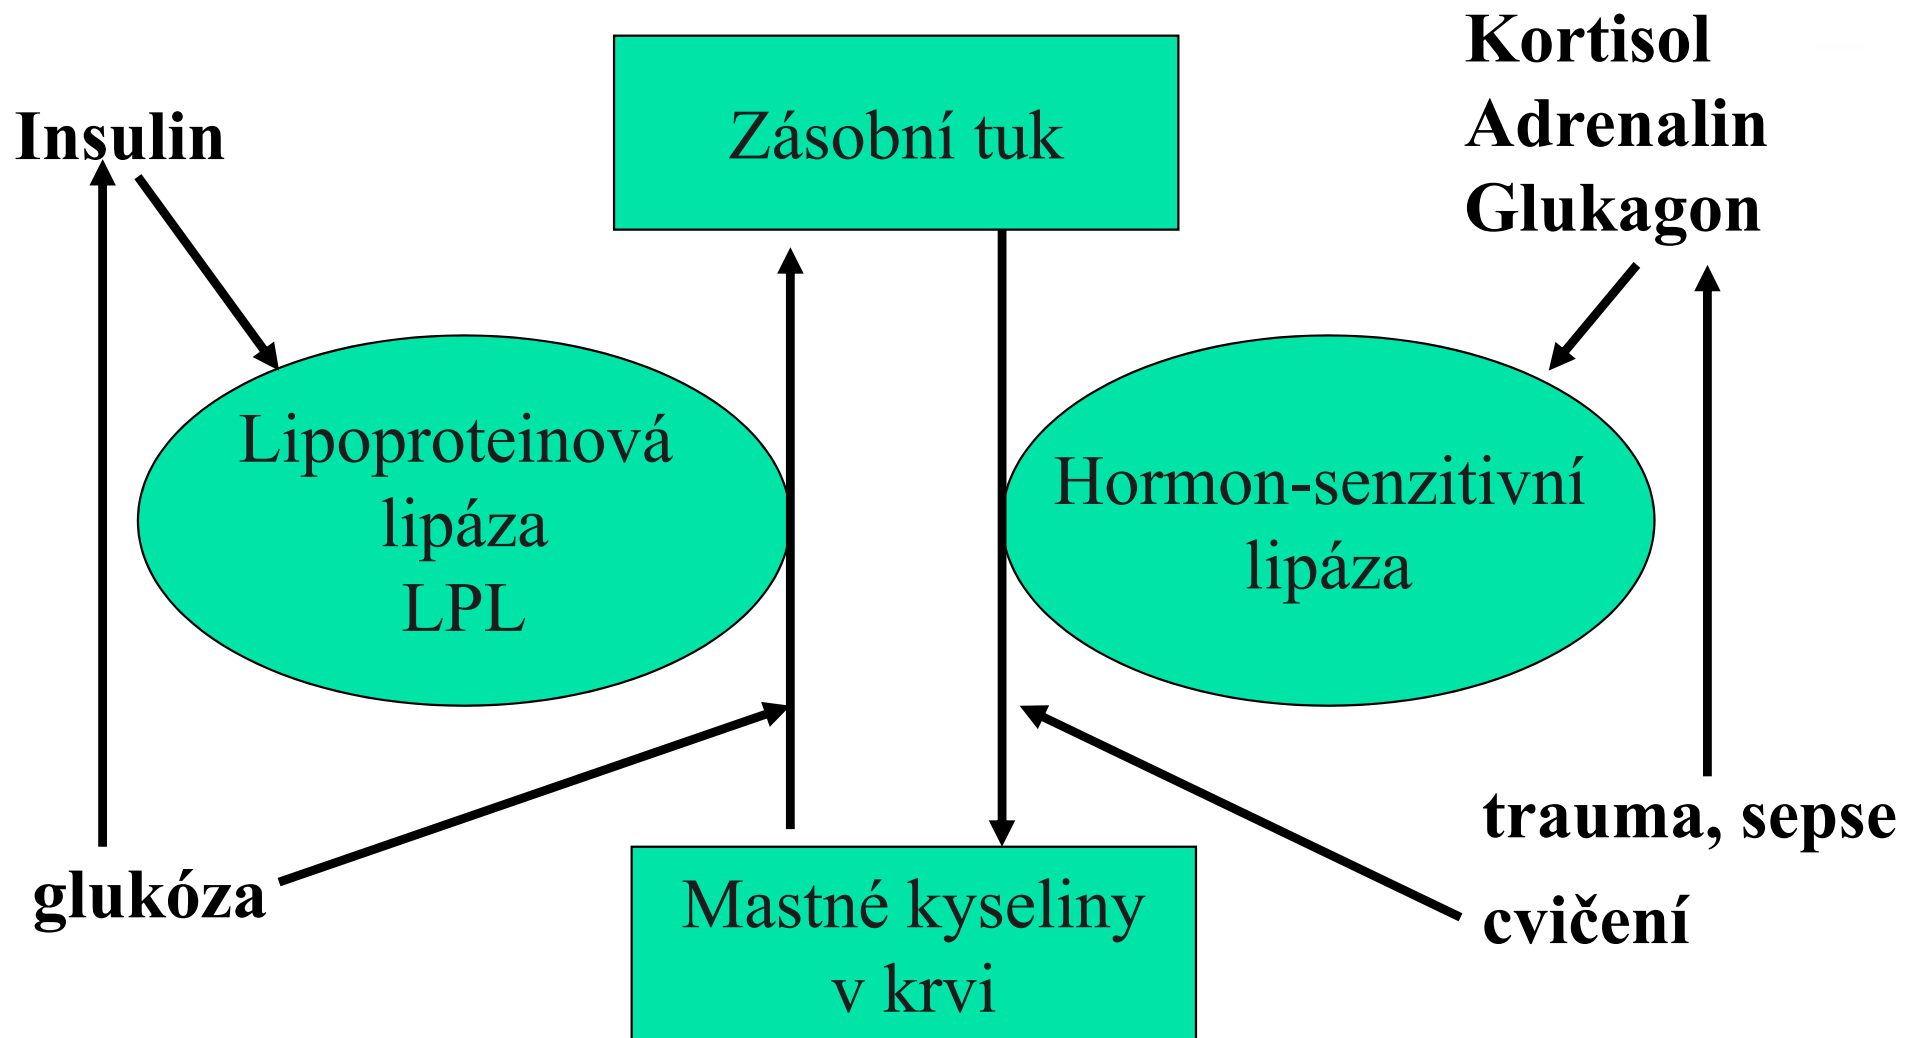 Kortisol
Adrenalin
Glukagon
Insulin
Zásobní tuk
Lipoproteinová
lipáza
LPL
Hormon-senzitivní
lipáza
trauma, sepse
glukóza
cvičení
Mastné kyseliny
v krvi